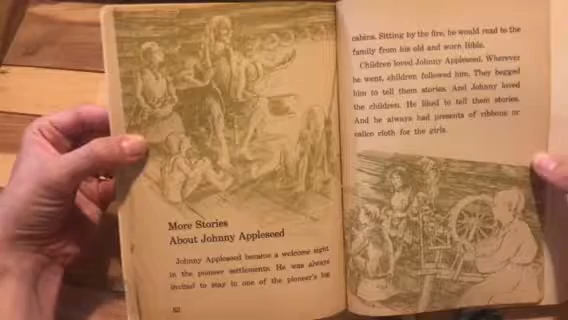 More Stories
About Johnny Appleseed
Johnny Appleseed became a welcome sight
in the pioneer settlements. He was always
invited to stay in one of the pioneer's log
52
cabins. Sitting by the fire, he would read to the
family from his old and worn Bible.
Children loved Johnny Appleseed. Wherever
he went, children followed him. They begged
him to tell them stories. And Johnny loved
the children. He liked to tell them stories.
And he always had presents of ribbons or
calico cloth for the girls.